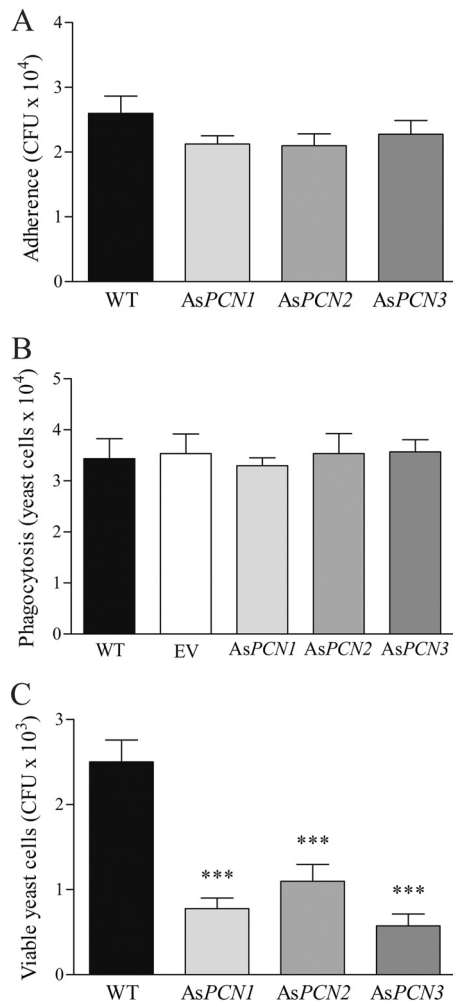 A
Adherence (CFU x 10⁴)
4
3
2
1
0
WT AsPCN1 AsPCN2 AsPCN3
B
Phagocytosis (yeast cells x 10⁴)
5
4
3
2
1
0
WT EV AsPCN1 AsPCN2 AsPCN3
C
Viable yeast cells (CFU x 10³)
3
2
1
0
*** *** ***
WT AsPCN1 AsPCN2 AsPCN3